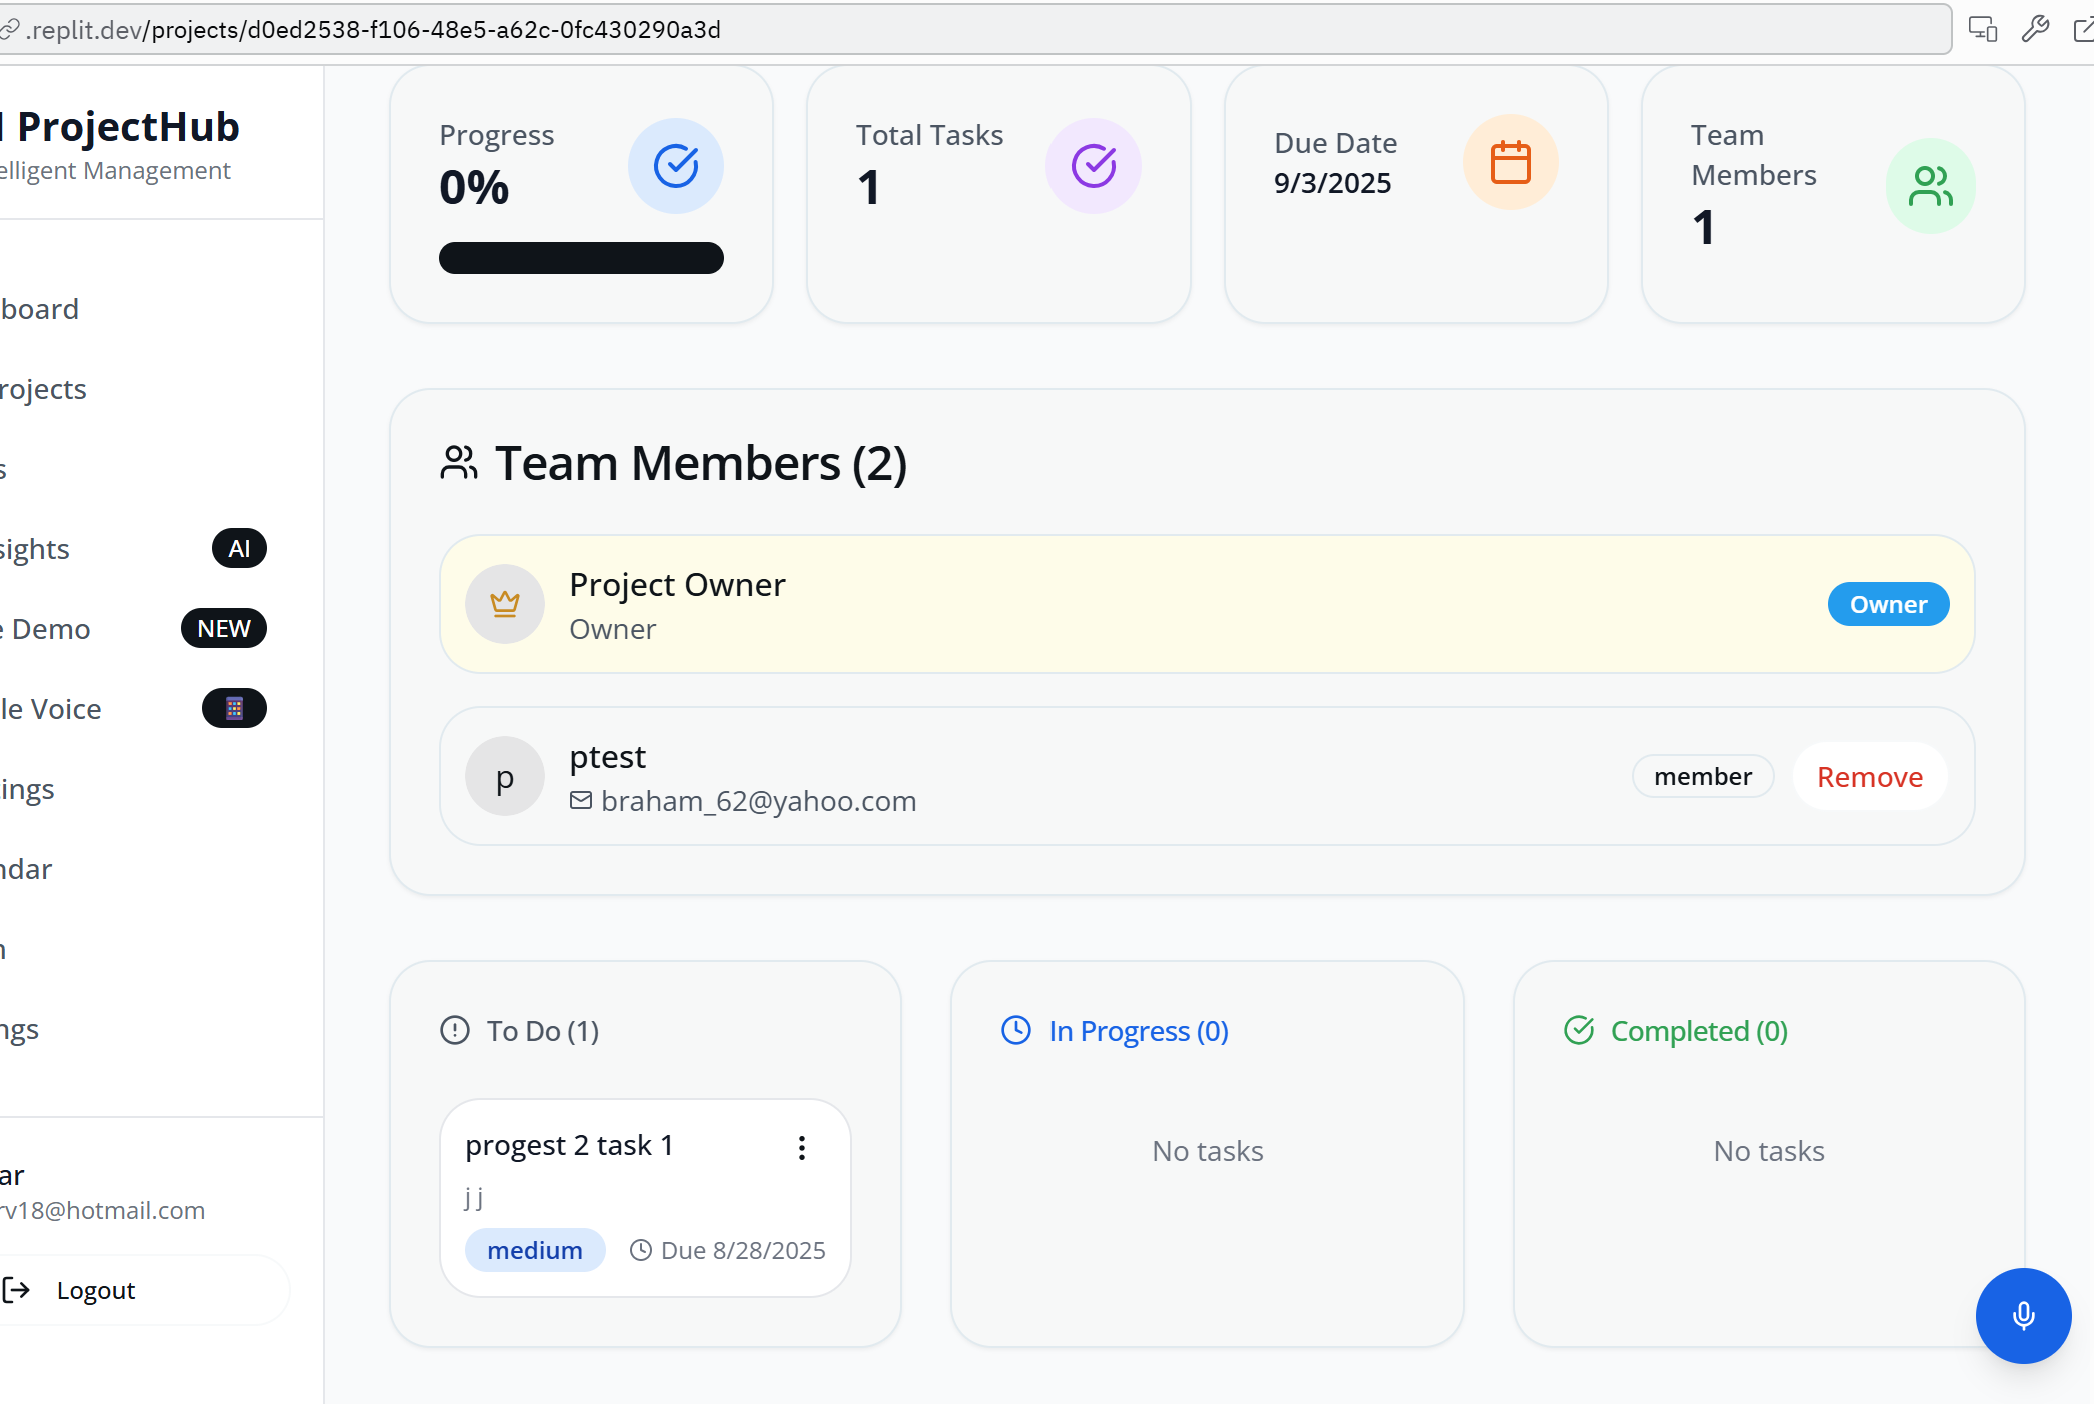 .replit.dev/projects/d0ed2538-f106-48e5-a62c-0fc430290a3d
ProjectHub
elligent Management
board
rojects
s
sights AI
e Demo NEW
le Voice
ings
ndar
ngs
ar
rv18@hotmail.com
Logout
Progress
0%
Total Tasks
1
Due Date
9/3/2025
Team
Members
1
Team Members (2)
Project Owner
Owner
Owner
p
ptest
braham_62@yahoo.com
member
Remove
To Do (1)
progest 2 task 1
j j
medium
Due 8/28/2025
In Progress (0)
No tasks
Completed (0)
No tasks